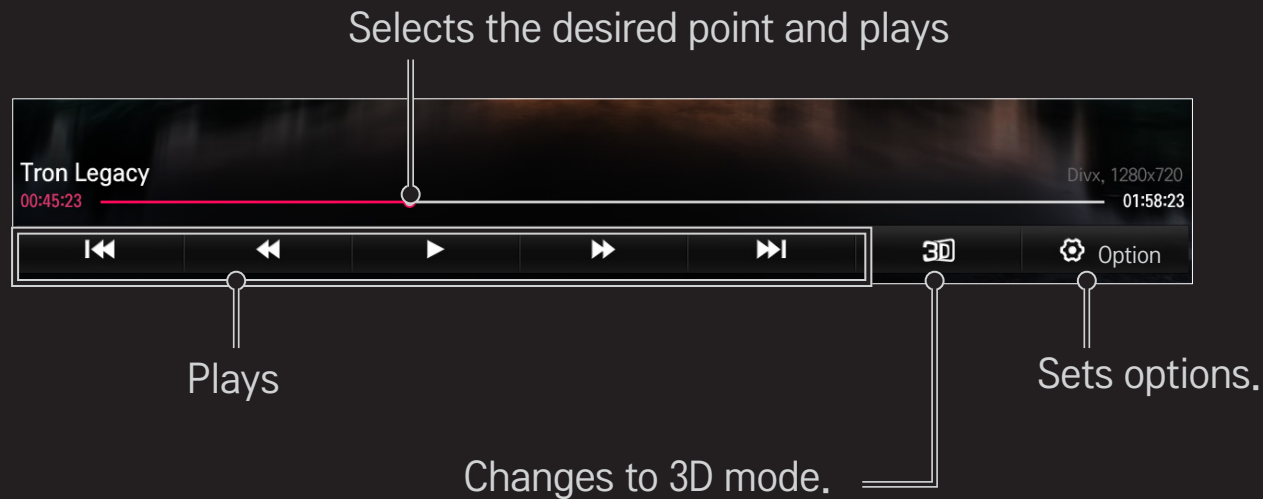 Selects the desired point and plays
Tron Legacy
Divx, 1280x720
00:45:23
01:58:23
3D
Option
Plays
Sets options.
Changes to 3D mode.